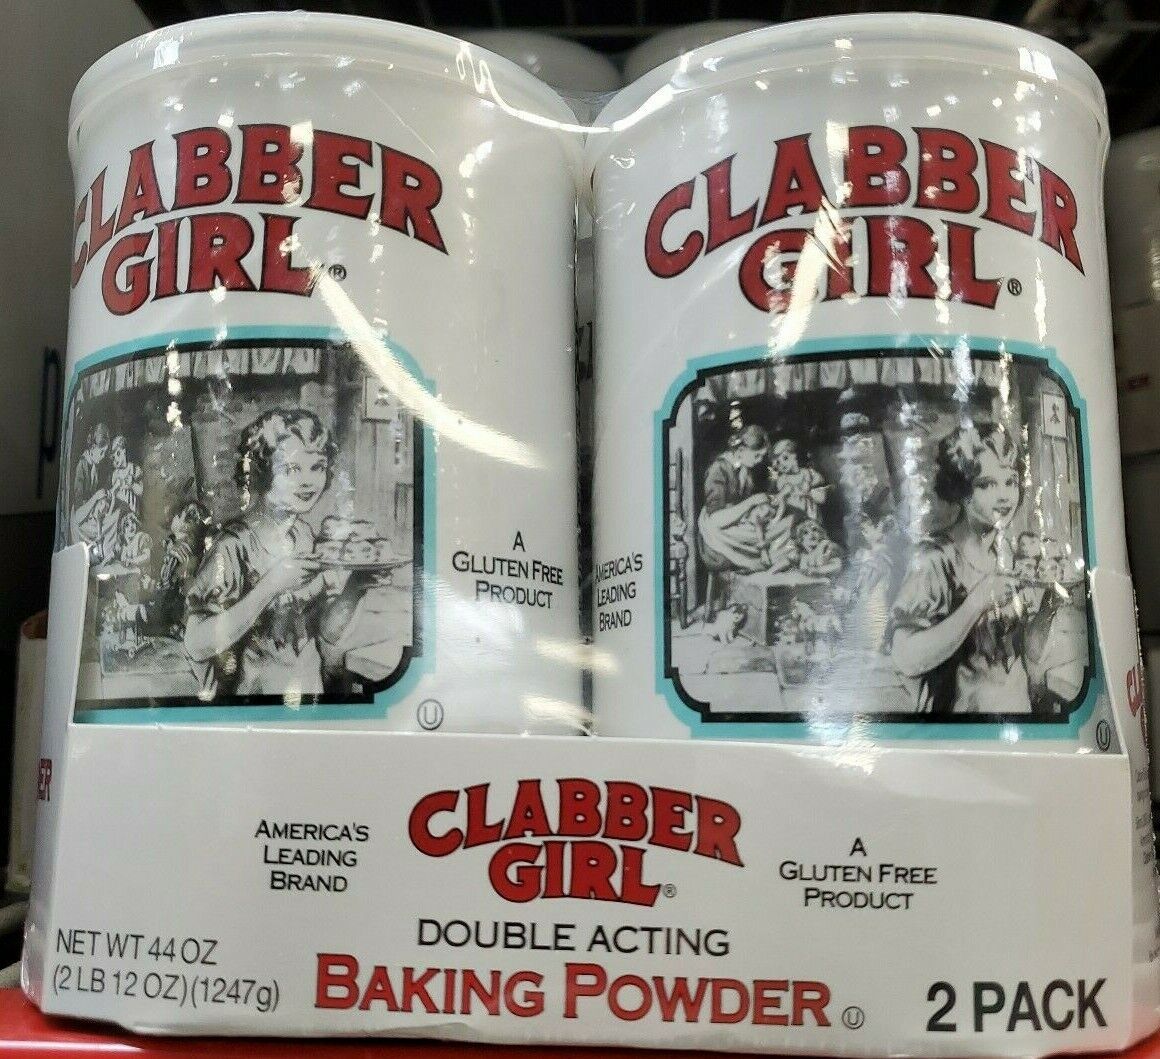 CLABBER
GIRL®
A
GLUTEN FREE
PRODUCT
U
CLABBER
GIRL®
AMERICA'S
LEADING
BRAND
U
AMERICA'S
LEADING
BRAND
CLABBER
GIRL®
A
GLUTEN FREE
PRODUCT
DOUBLE ACTING
BAKING POWDER U
NET WT 44 OZ
(2 LB 12 OZ) (1247g)
2 PACK